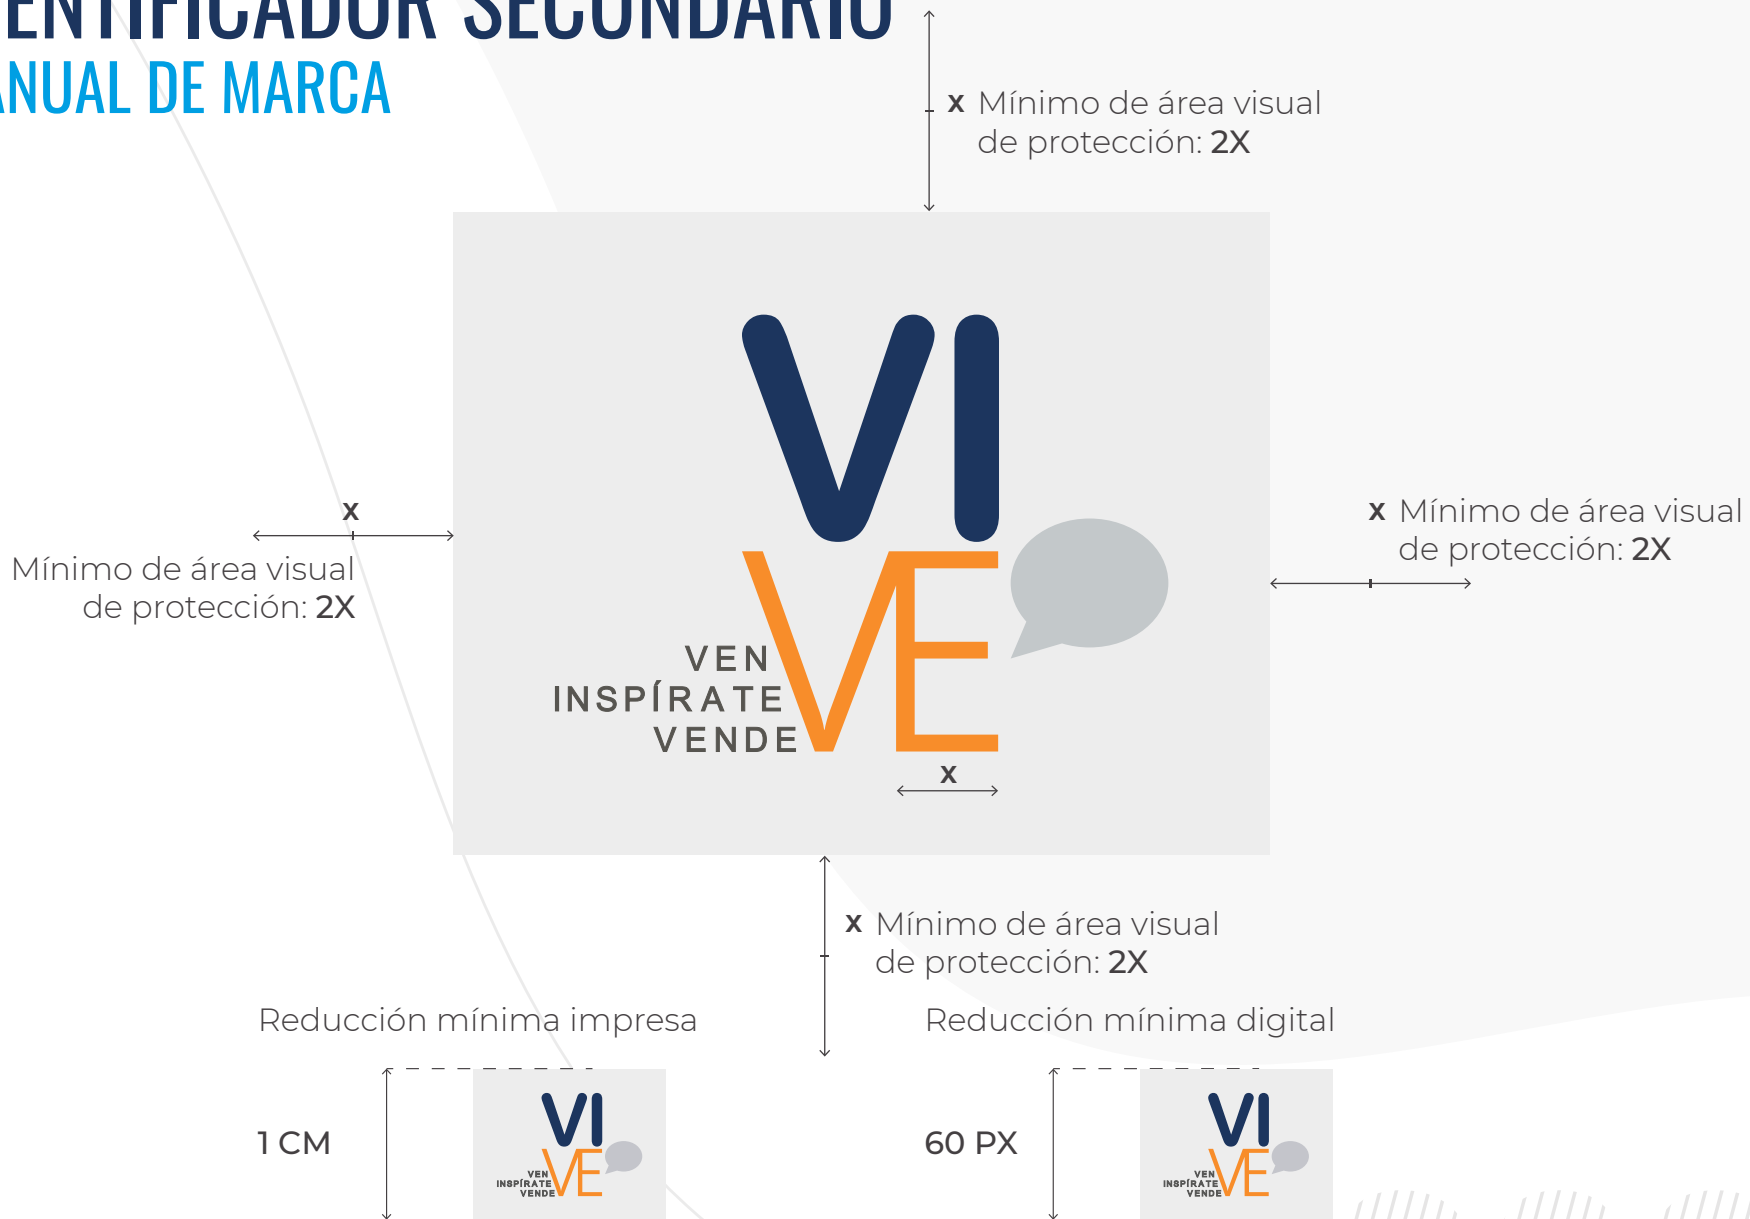 ENTIFICADOR SECUNDARIO
ANUAL DE MARCA
x Mínimo de área visual
de protección: 2X
VI
VE
VEN
INSPÍRATE
VENDE
x
x
Mínimo de área visual
de protección: 2X
x Mínimo de área visual
de protección: 2X
x Mínimo de área visual
de protección: 2X
Reducción mínima impresa
1 CM
VI
VE
VEN
INSPÍRATE
VENDE
Reducción mínima digital
60 PX
VI
VE
VEN
INSPÍRATE
VENDE